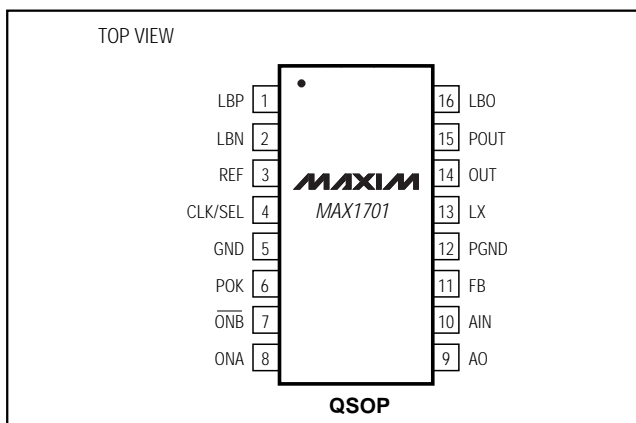 TOP VIEW
LBP 1
LBN 2
REF 3
CLK/SEL 4
GND 5
POK 6
ONB 7
ONA 8
MAXIM
MAX1701
16 LBO
15 POUT
14 OUT
13 LX
12 PGND
11 FB
10 AIN
9 AO
QSOP